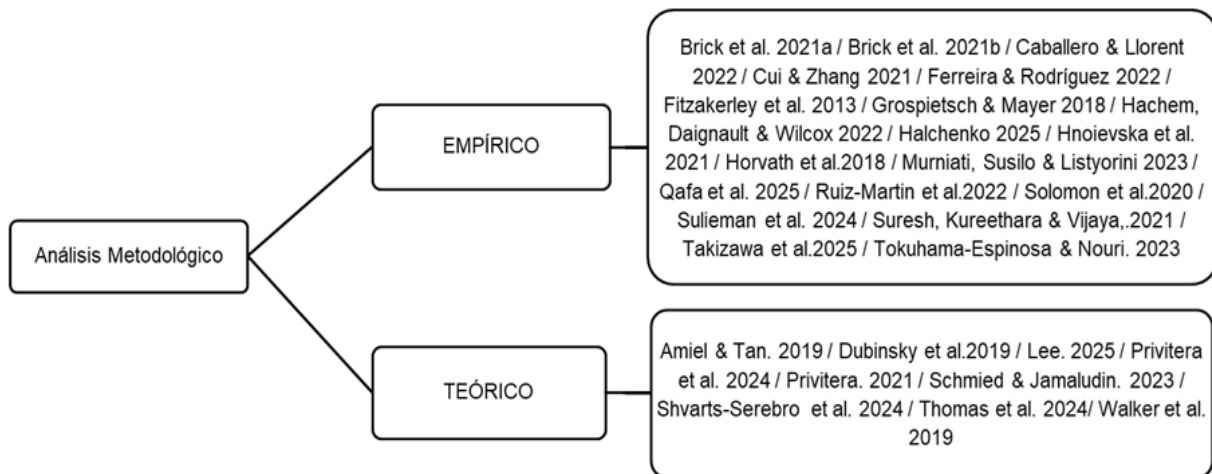 Análisis Metodológico
EMPÍRICO
Brick et al. 2021a / Brick et al. 2021b / Caballero & Llorent
2022 / Cui & Zhang 2021 / Ferreira & Rodríguez 2022 /
Fitzakerley et al. 2013 / Grospietsch & Mayer 2018 / Hachem,
Daignault & Wilcox 2022 / Halchenko 2025 / Hnoievska et al.
2021 / Horvath et al.2018 / Murniati, Susilo & Listyorini 2023 /
Qafa et al. 2025 / Ruiz-Martin et al.2022 / Solomon et al.2020 /
Sulieman et al. 2024 / Suresh, Kureethara & Vijaya,.2021 /
Takizawa et al.2025 / Tokuhama-Espinosa & Nouri. 2023
TEÓRICO
Amiel & Tan. 2019 / Dubinsky et al.2019 / Lee. 2025 / Privitera
et al. 2024 / Privitera. 2021 / Schmied & Jamaludin. 2023 /
Shvarts-Serebro et al. 2024 / Thomas et al. 2024/ Walker et al.
2019